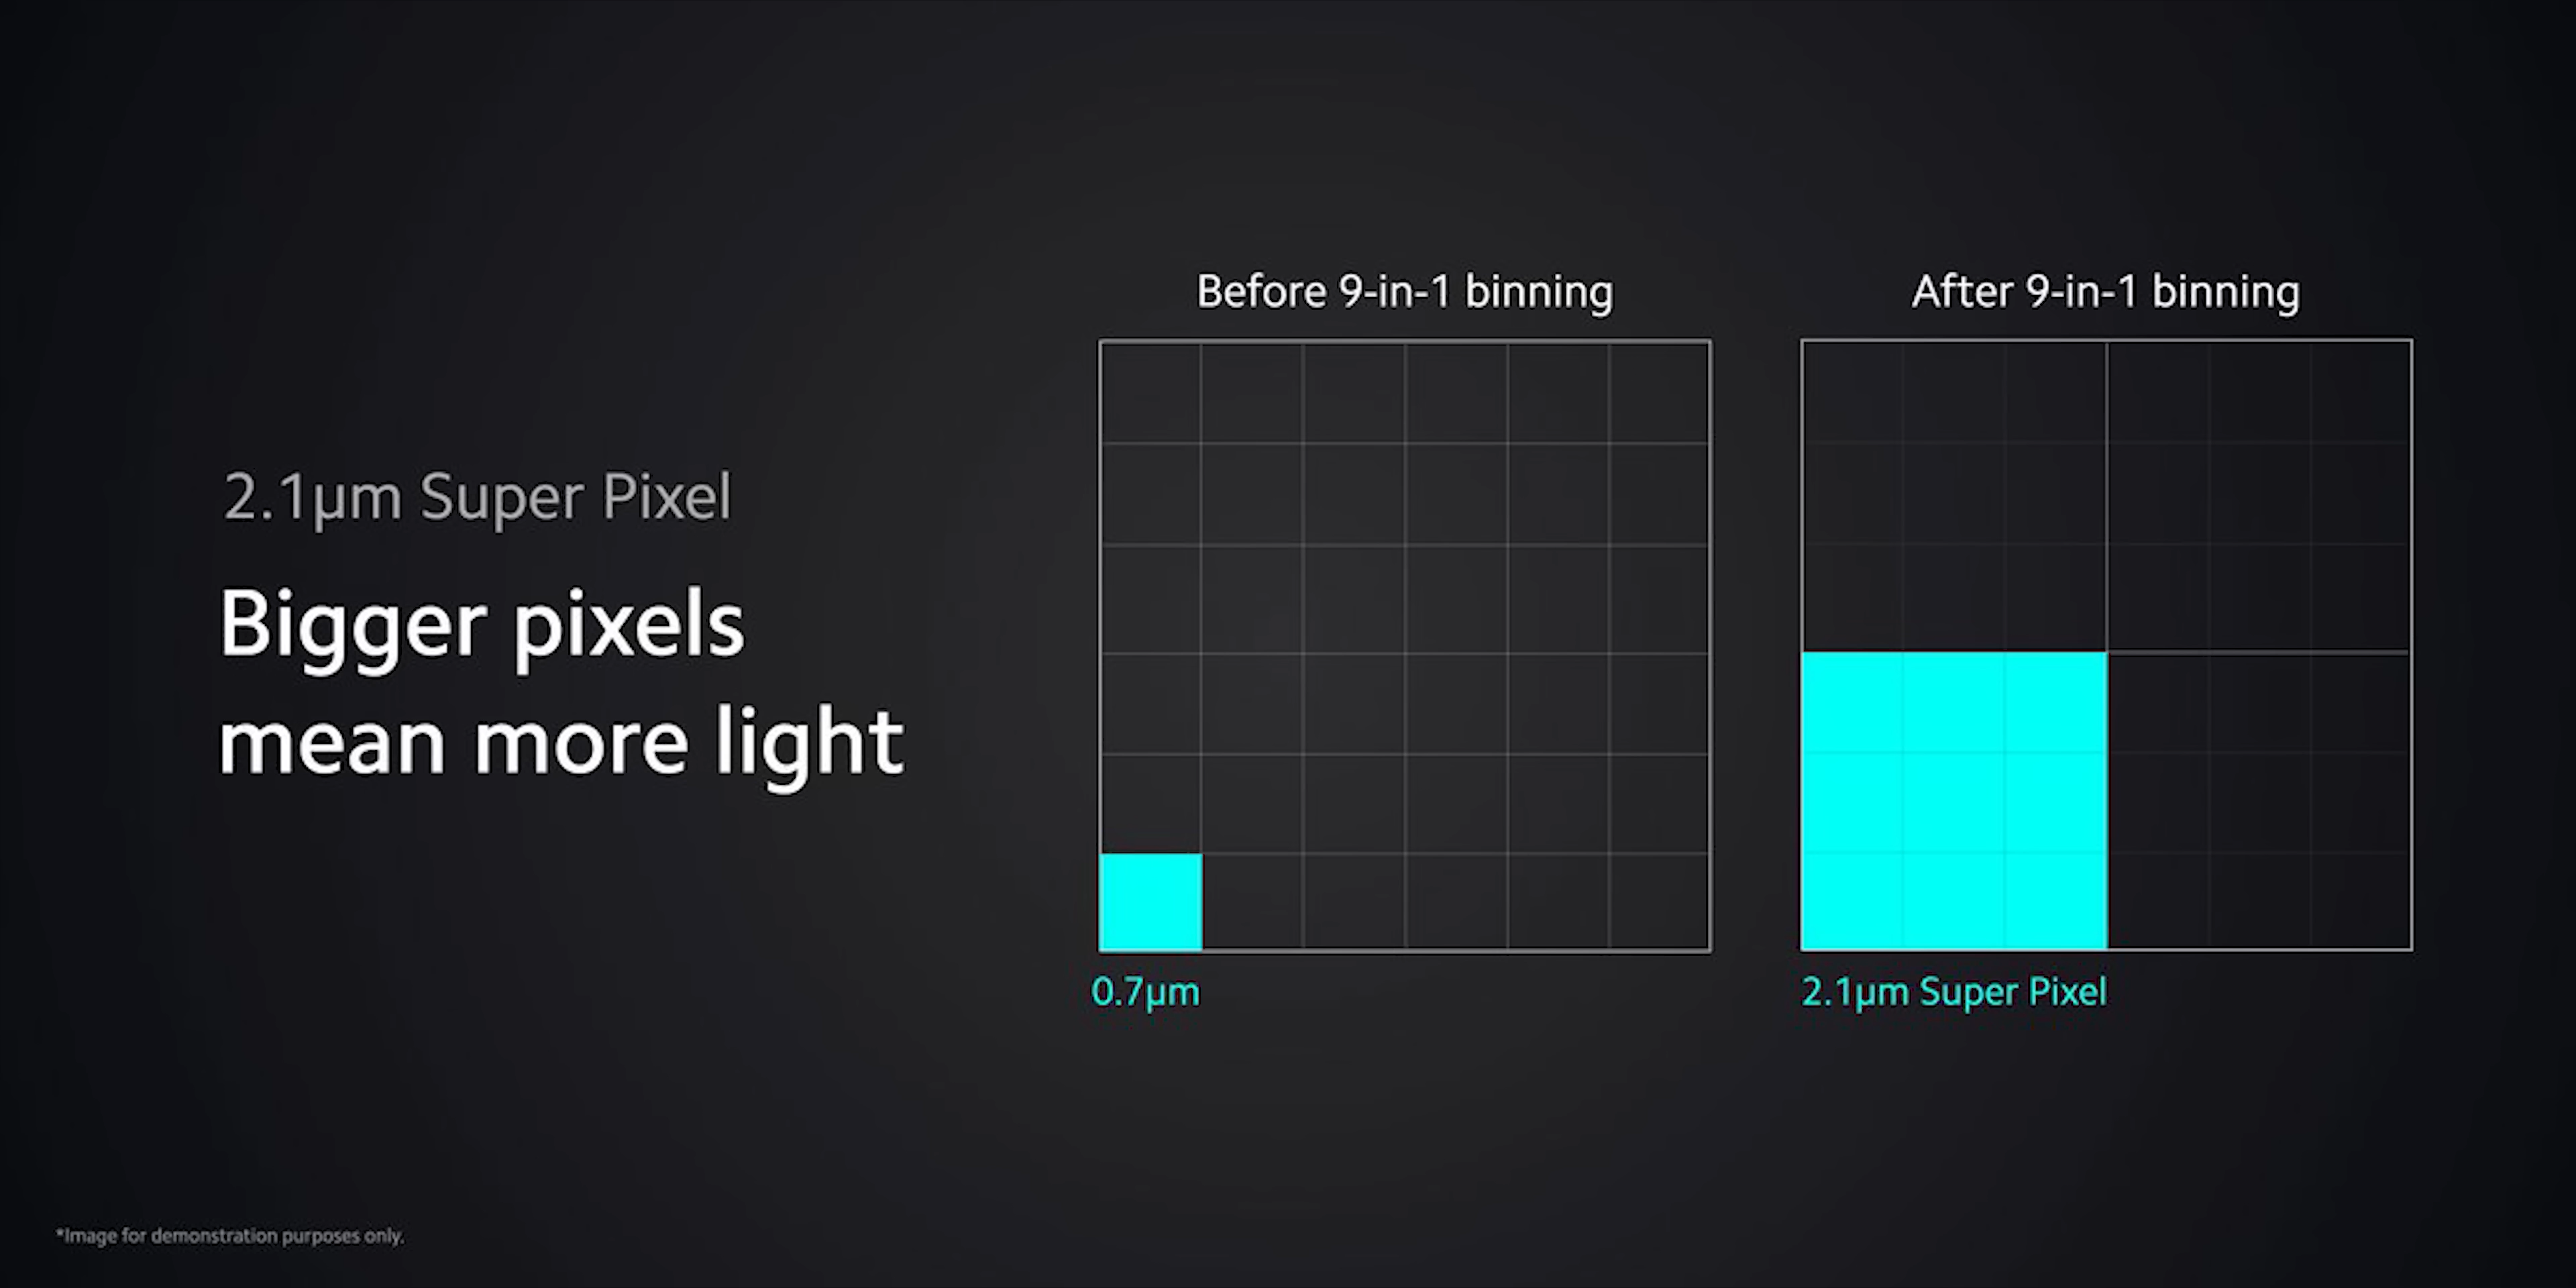 2.1μm Super Pixel
Bigger pixels
mean more light
Before 9-in-1 binning
0.7μm
After 9-in-1 binning
2.1μm Super Pixel
*Image for demonstration purposes only.